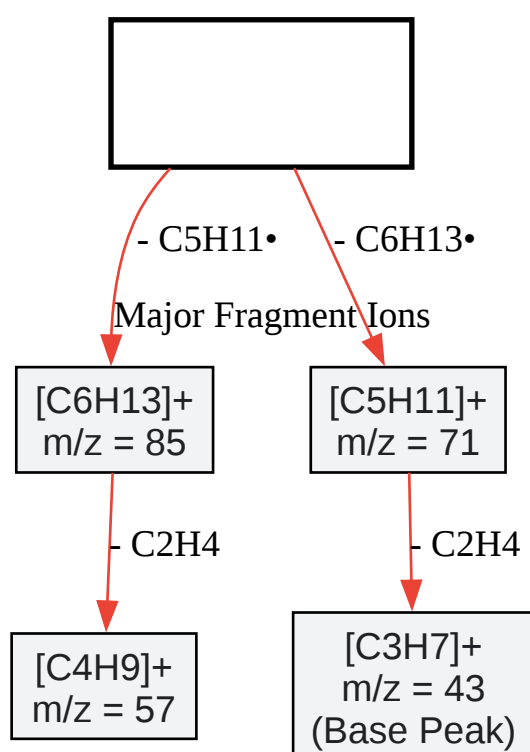 - C5H11•
- C6H13•
Major Fragment Ions
[C6H13]+
m/z = 85
[C5H11]+
m/z = 71
- C2H4
- C2H4
[C4H9]+
m/z = 57
[C3H7]+
m/z = 43
(Base Peak)